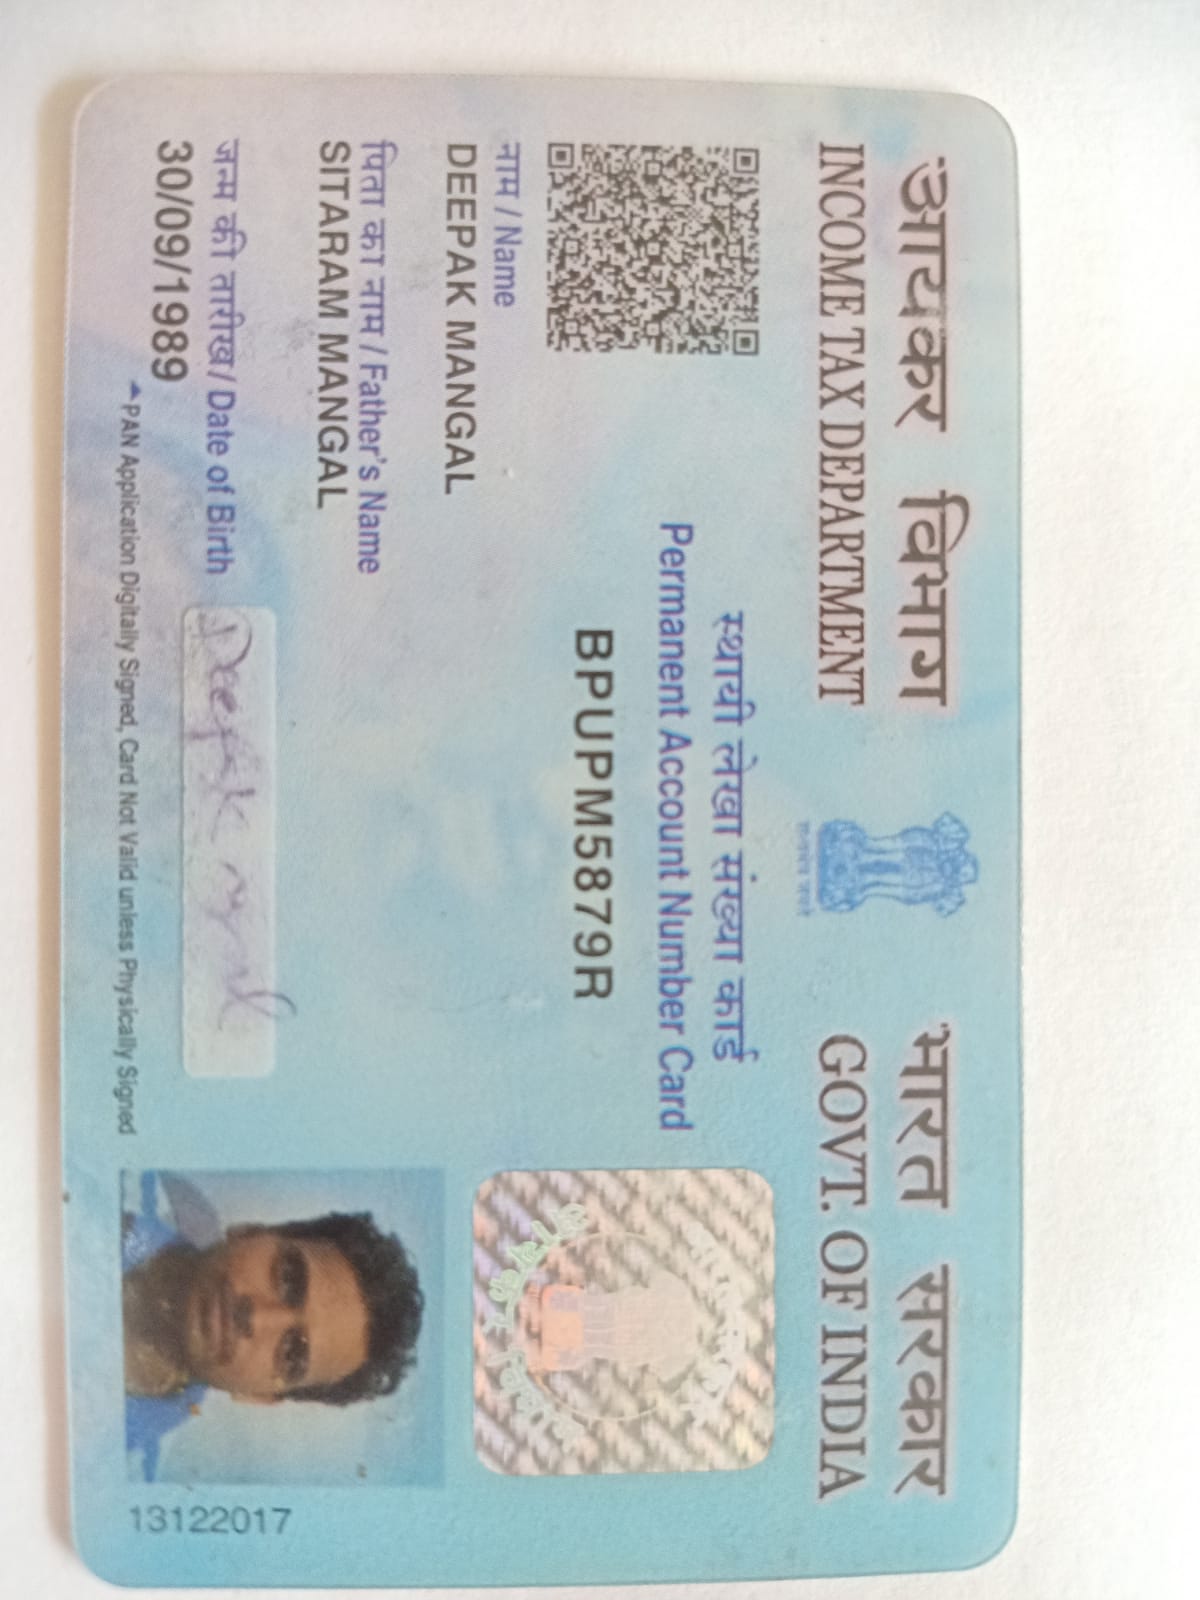 आयकर विभाग
INCOME TAX DEPARTMENT
भारत सरकार
GOVT. OF INDIA
स्थायी लेखा संख्या कार्ड
Permanent Account Number Card
BPUPM5879R
नाम / Name
DEEPAK MANGAL
पिता का नाम / Father's Name
SITARAM MANGAL
जन्म की तारीख / Date of Birth
30/09/1989
Deepak
PAN Application Digitally Signed, Card Not Valid unless Physically Signed
13122017